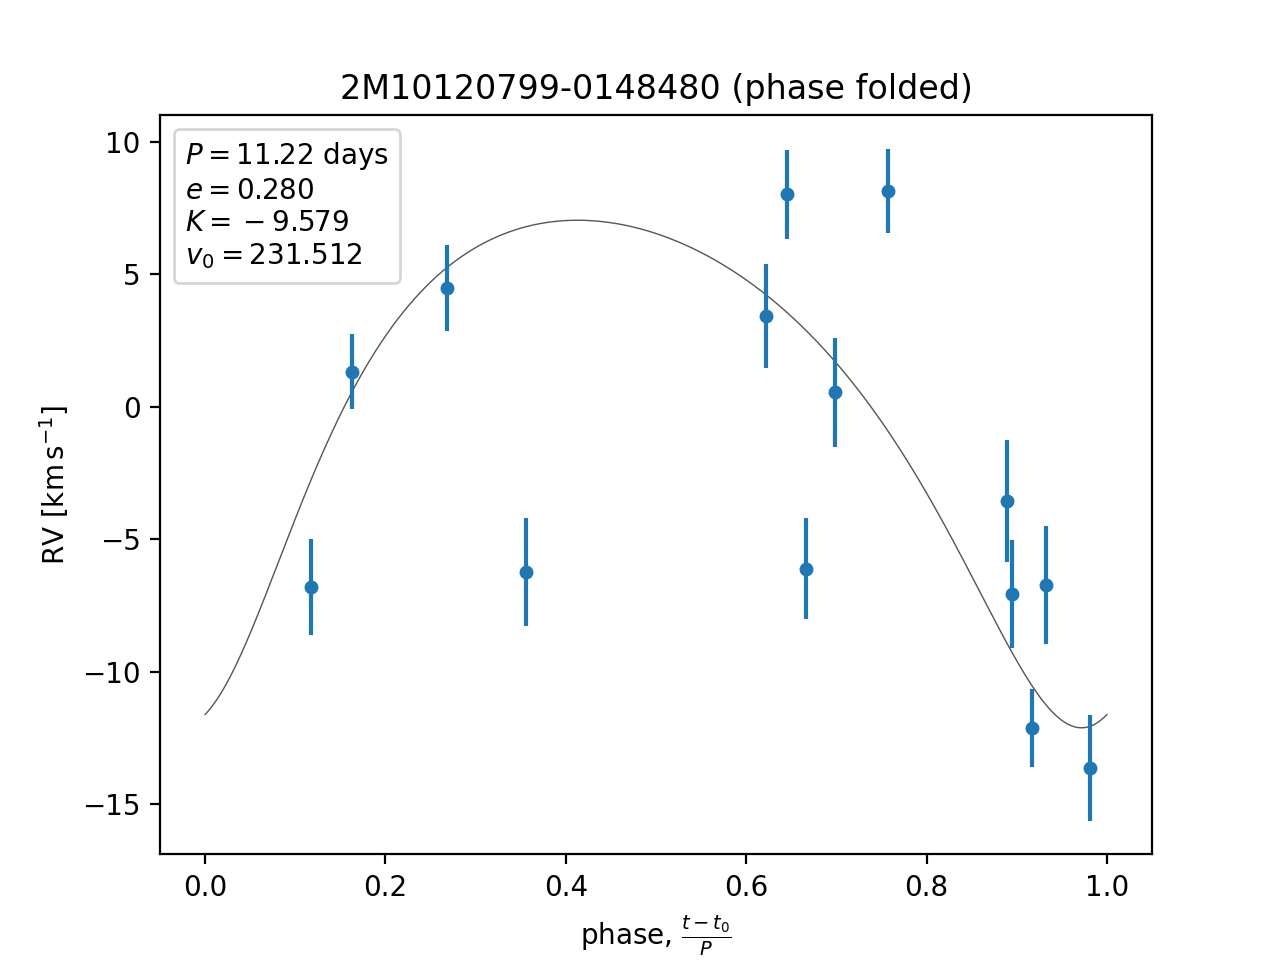 2M10120799-0148480 (phase folded)
P = 11.22 days
e = 0.280
K = −9.579
v₀ = 231.512
10
5
0
−5
−10
−15
RV [km s⁻¹]
0.0 0.2 0.4 0.6 0.8 1.0
phase, (t − t₀)/P